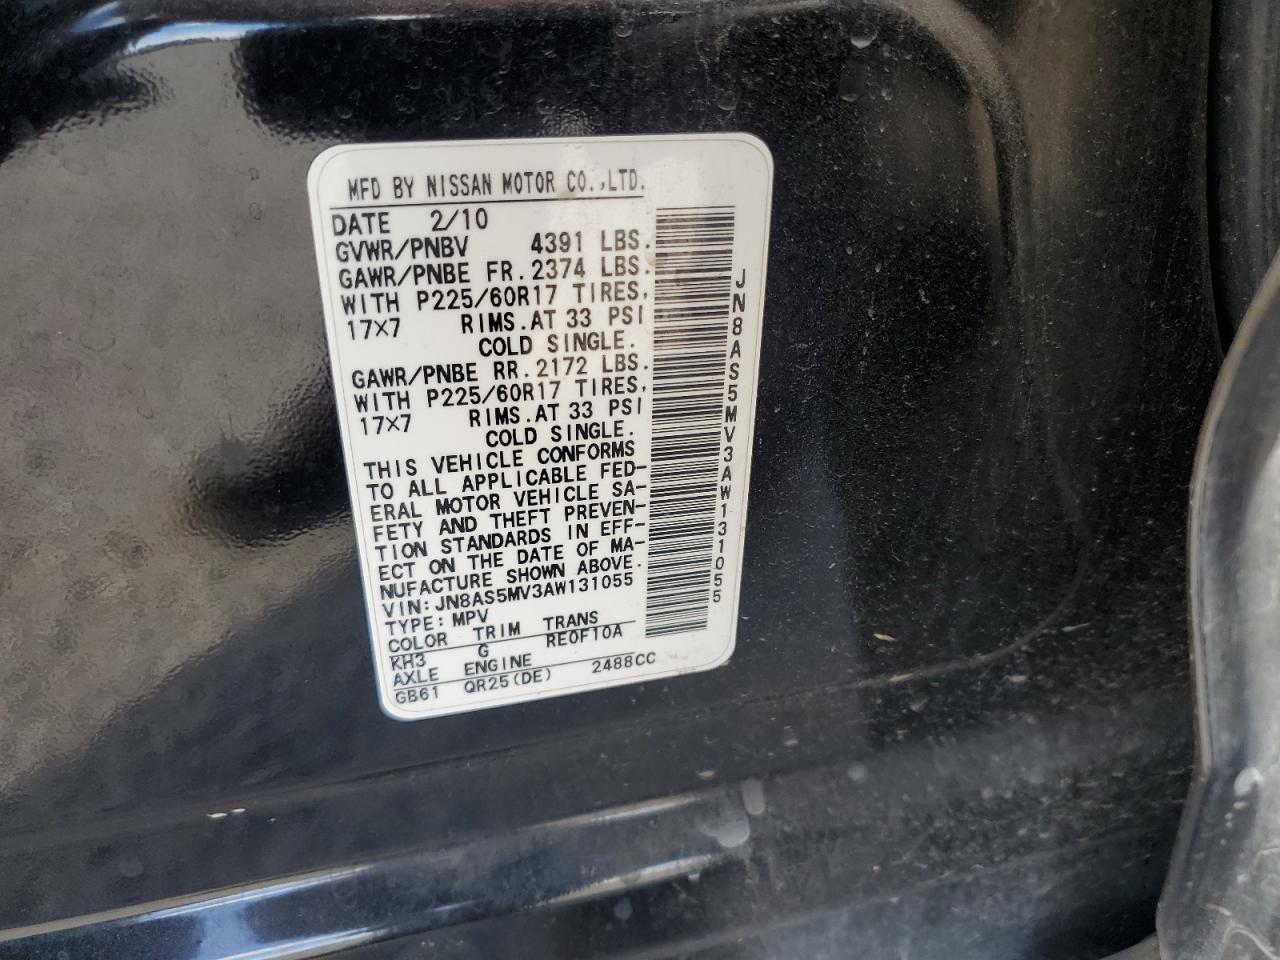 MFD BY NISSAN MOTOR CO.,LTD.
DATE 2/10
GVWR/PNBV 4391 LBS.
GAWR/PNBE FR.2374 LBS.
WITH P225/60R17 TIRES,
17X7 RIMS.AT 33 PSI
COLD SINGLE.
GAWR/PNBE RR.2172 LBS.
WITH P225/60R17 TIRES,
17X7 RIMS.AT 33 PSI
COLD SINGLE.
THIS VEHICLE CONFORMS
TO ALL APPLICABLE FED-
ERAL MOTOR VEHICLE SA-
FETY AND THEFT PREVEN-
TION STANDARDS IN EFF-
ECT ON THE DATE OF MA-
NUFACTURE SHOWN ABOVE.
VIN:JN8AS5MV3AW131055
TYPE:MPV
COLOR TRIM TRANS
KH3 G RE0F10A
AXLE ENGINE
GB61 QR25(DE) 2488CC
JN8AS5MV3AW131055